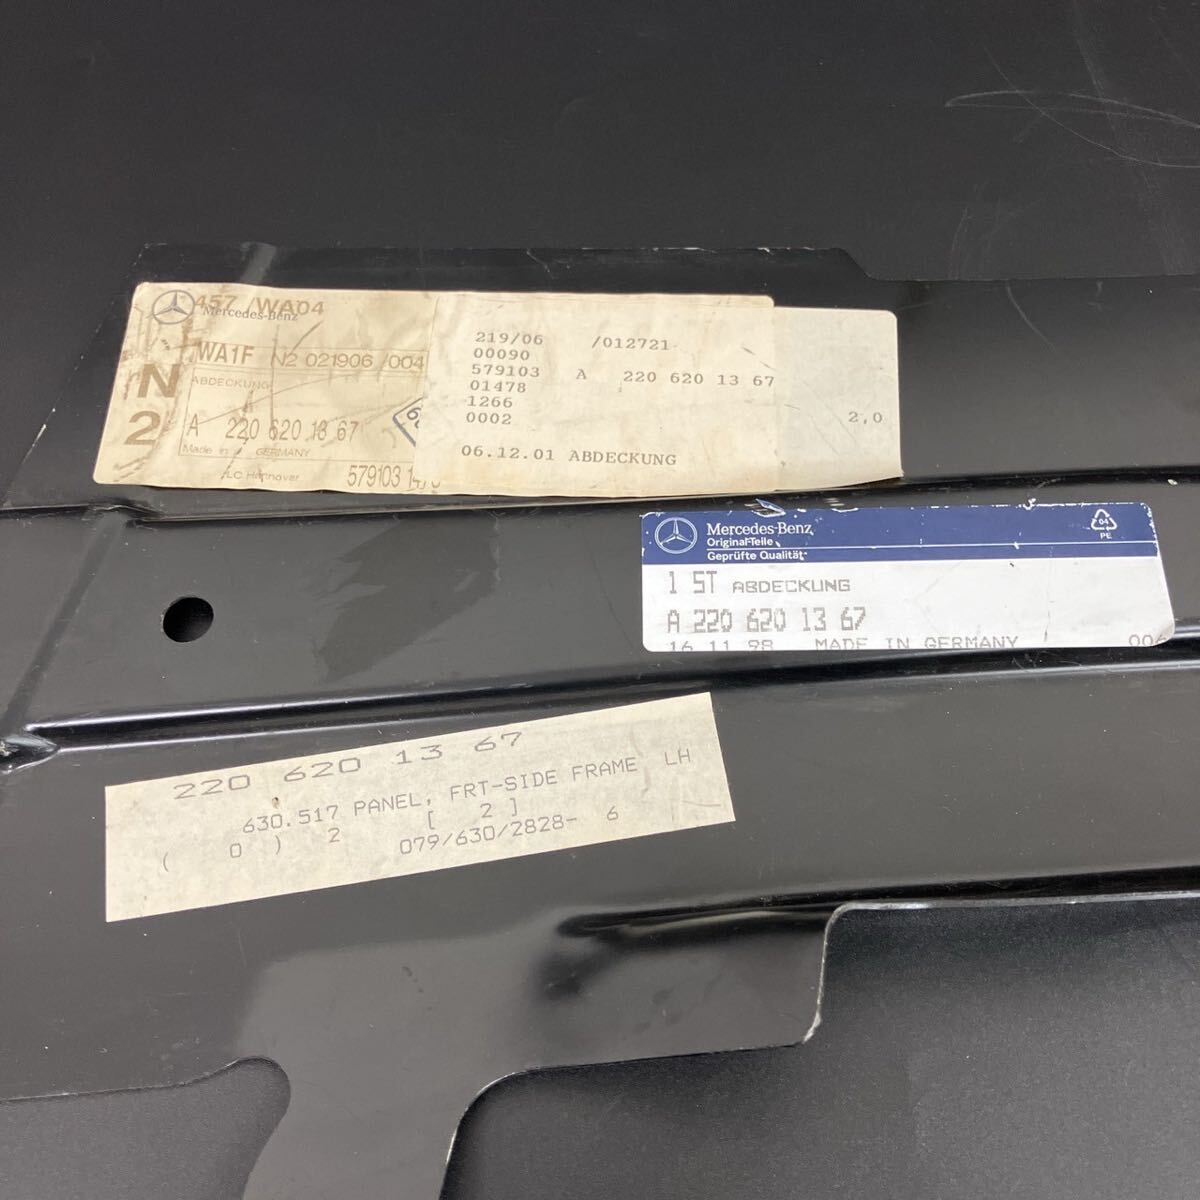 457 /WA04
Mercedes-Benz
WA1F N2 021906 /004
N
2
ABDECKUNG
A 220 620 13 67
Made in GERMANY
LC Hannover
579103
219/06 /012721
00090
579103 A 220 620 13 67
01478
1266
0002
2,0
06.12.01 ABDECKUNG
Mercedes-Benz
Original-Teile
Geprüfte Qualität
04
PE
1 ST ABDECKUNG
A 220 620 13 67
16 11 98 MADE IN GERMANY 006
220 620 13 67
630.517 PANEL, FRT-SIDE FRAME LH
( 0 ) 2 [ 2 ]
079/630/2828- 6